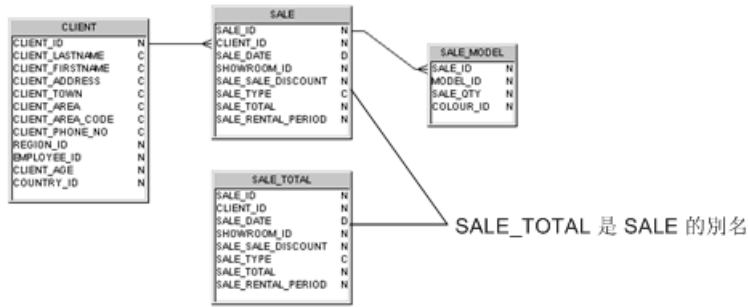 CLIENT
CLIENT_ID N
CLIENT_LASTNAME C
CLIENT_FIRSTNAME C
CLIENT_ADDRESS C
CLIENT_TOWN C
CLIENT_AREA C
CLIENT_AREA_CODE C
CLIENT_PHONE_NO C
REGION_ID N
EMPLOYEE_ID N
CLIENT_AGE N
COUNTRY_ID N
SALE
SALE_ID N
CLIENT_ID N
SALE_DATE D
SHOWROOM_ID N
SALE_SALE_DISCOUNT N
SALE_TYPE C
SALE_TOTAL N
SALE_RENTAL_PERIOD N
SALE_MODEL
SALE_ID N
MODEL_ID N
SALE_QTY N
COLOUR_ID N
SALE_TOTAL
SALE_ID N
CLIENT_ID N
SALE_DATE D
SHOWROOM_ID N
SALE_SALE_DISCOUNT N
SALE_TYPE C
SALE_TOTAL N
SALE_RENTAL_PERIOD N
SALE_TOTAL 是 SALE 的別名